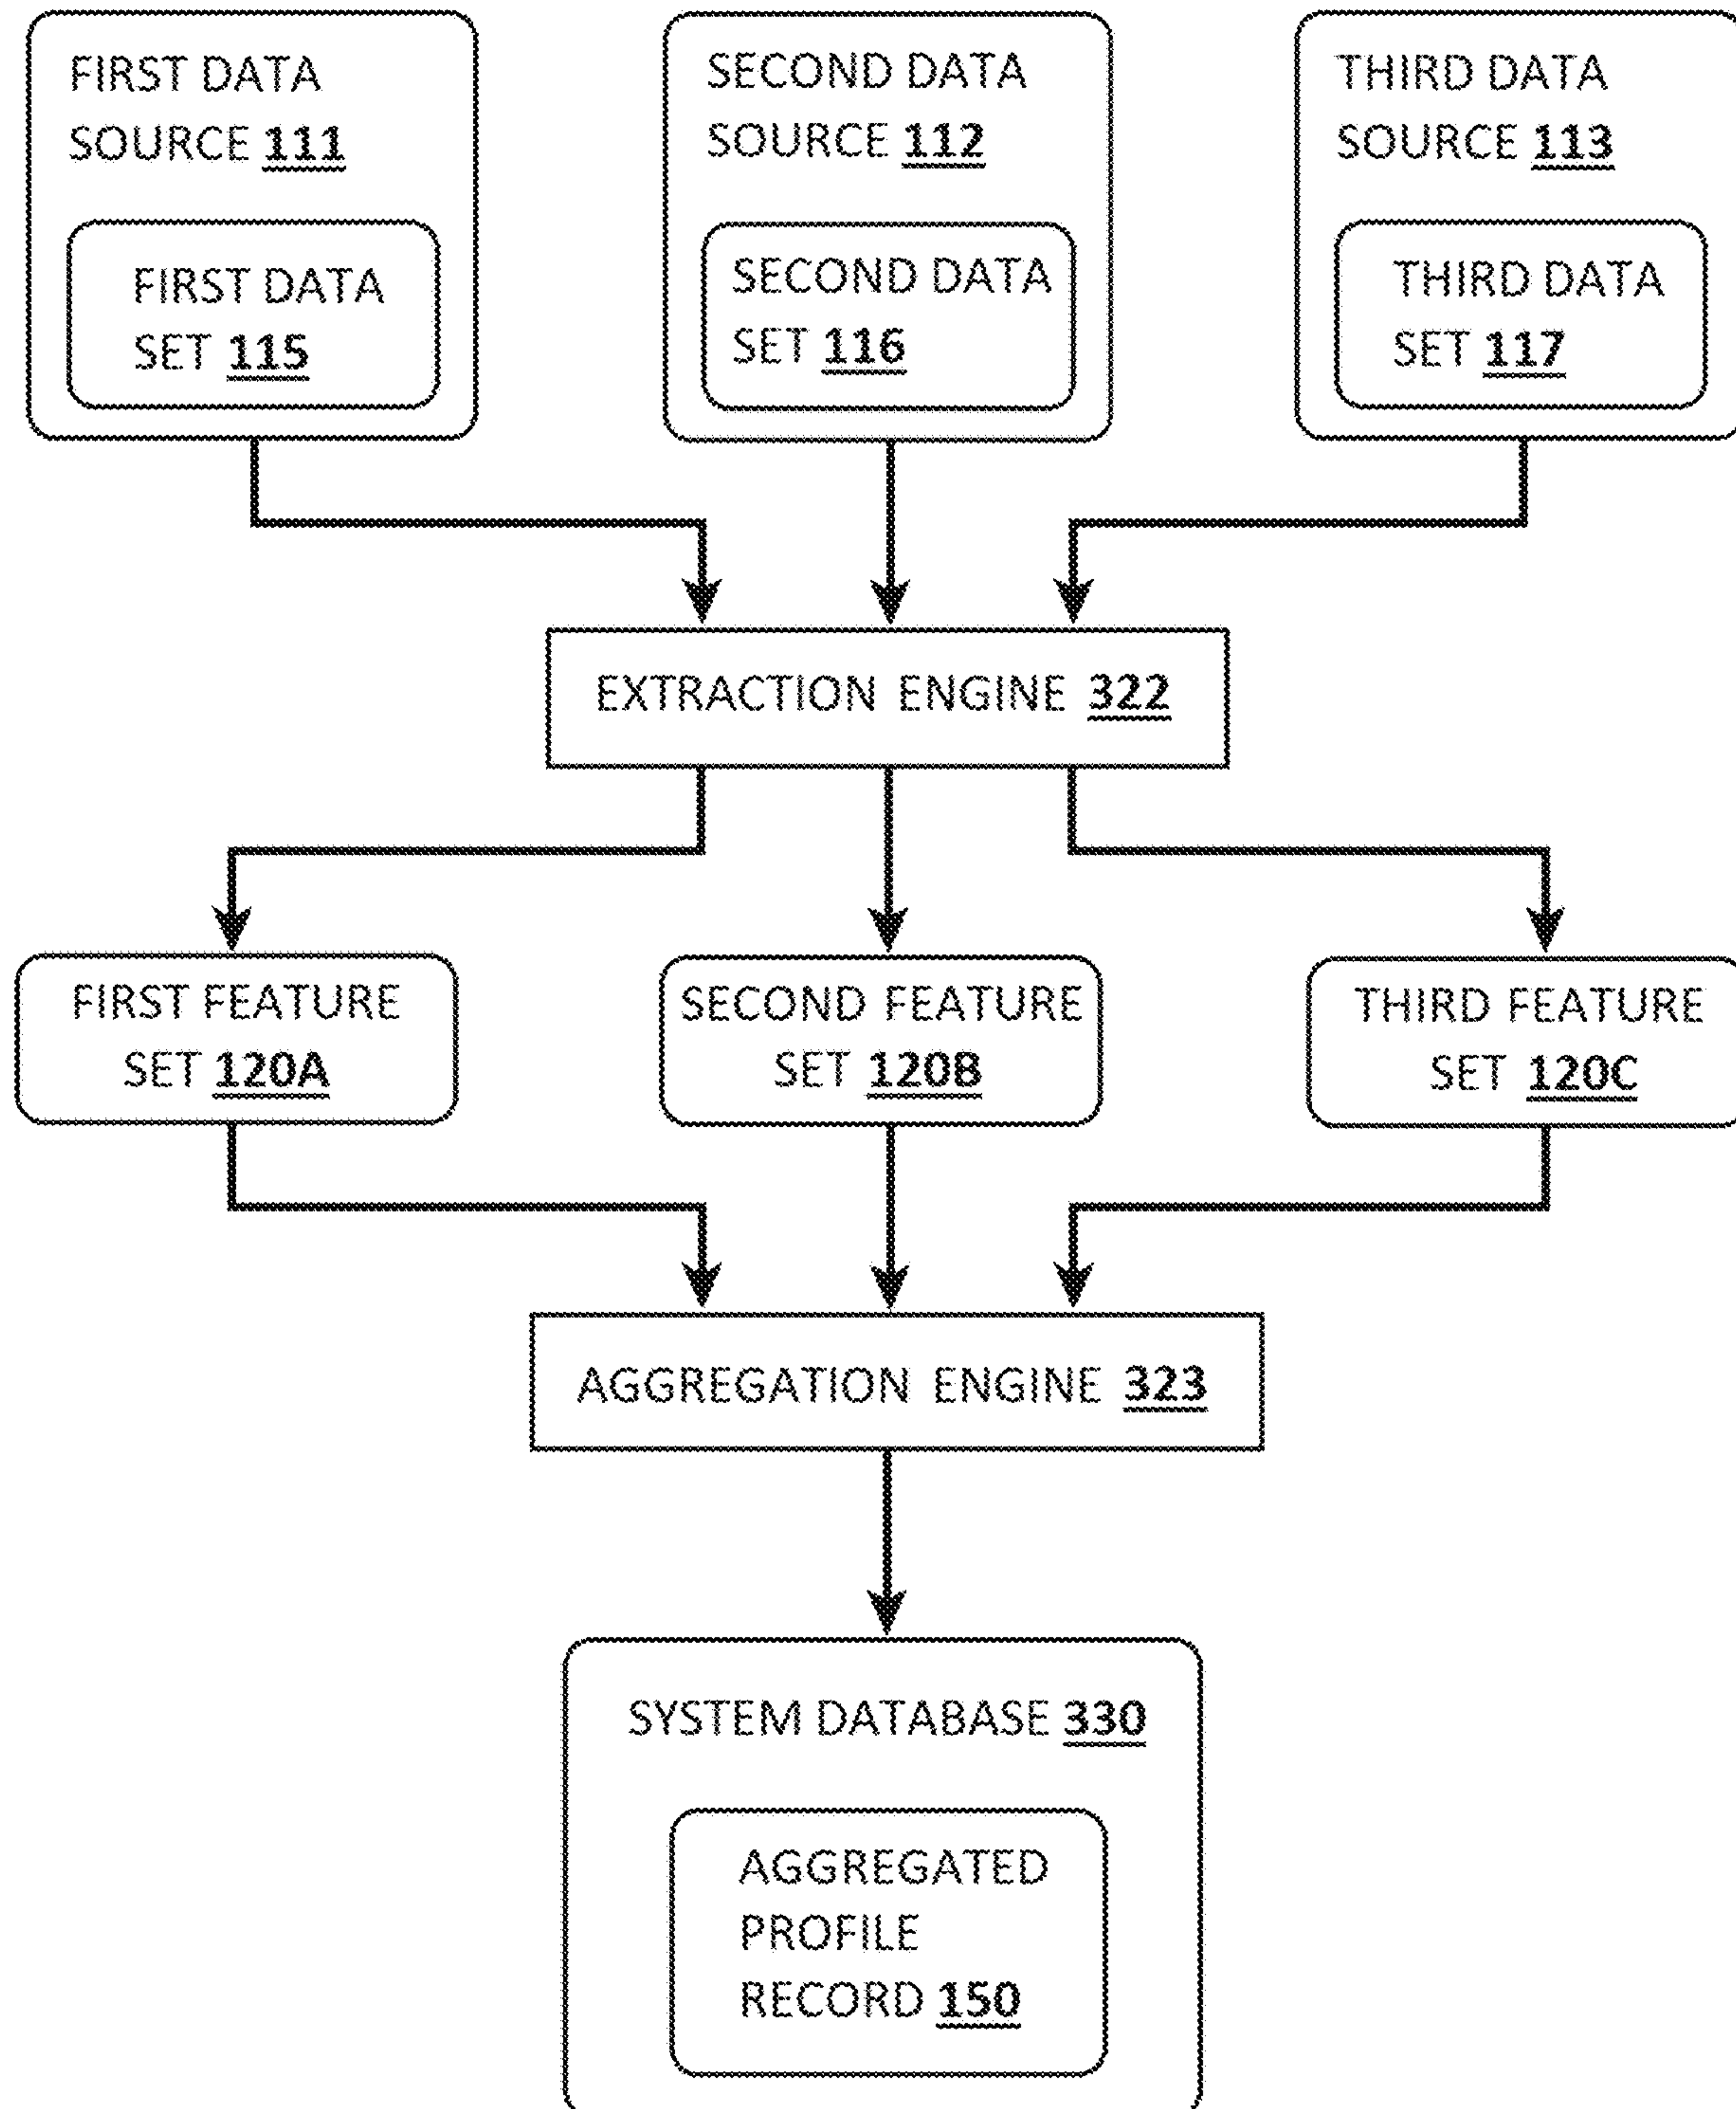 FIRST DATA
SOURCE 111
FIRST DATA
SET 115
SECOND DATA
SOURCE 112
SECOND DATA
SET 116
THIRD DATA
SOURCE 113
THIRD DATA
SET 117
EXTRACTION ENGINE 322
FIRST FEATURE
SET 120A
SECOND FEATURE
SET 120B
THIRD FEATURE
SET 120C
AGGREGATION ENGINE 323
SYSTEM DATABASE 330
AGGREGATED
PROFILE
RECORD 150